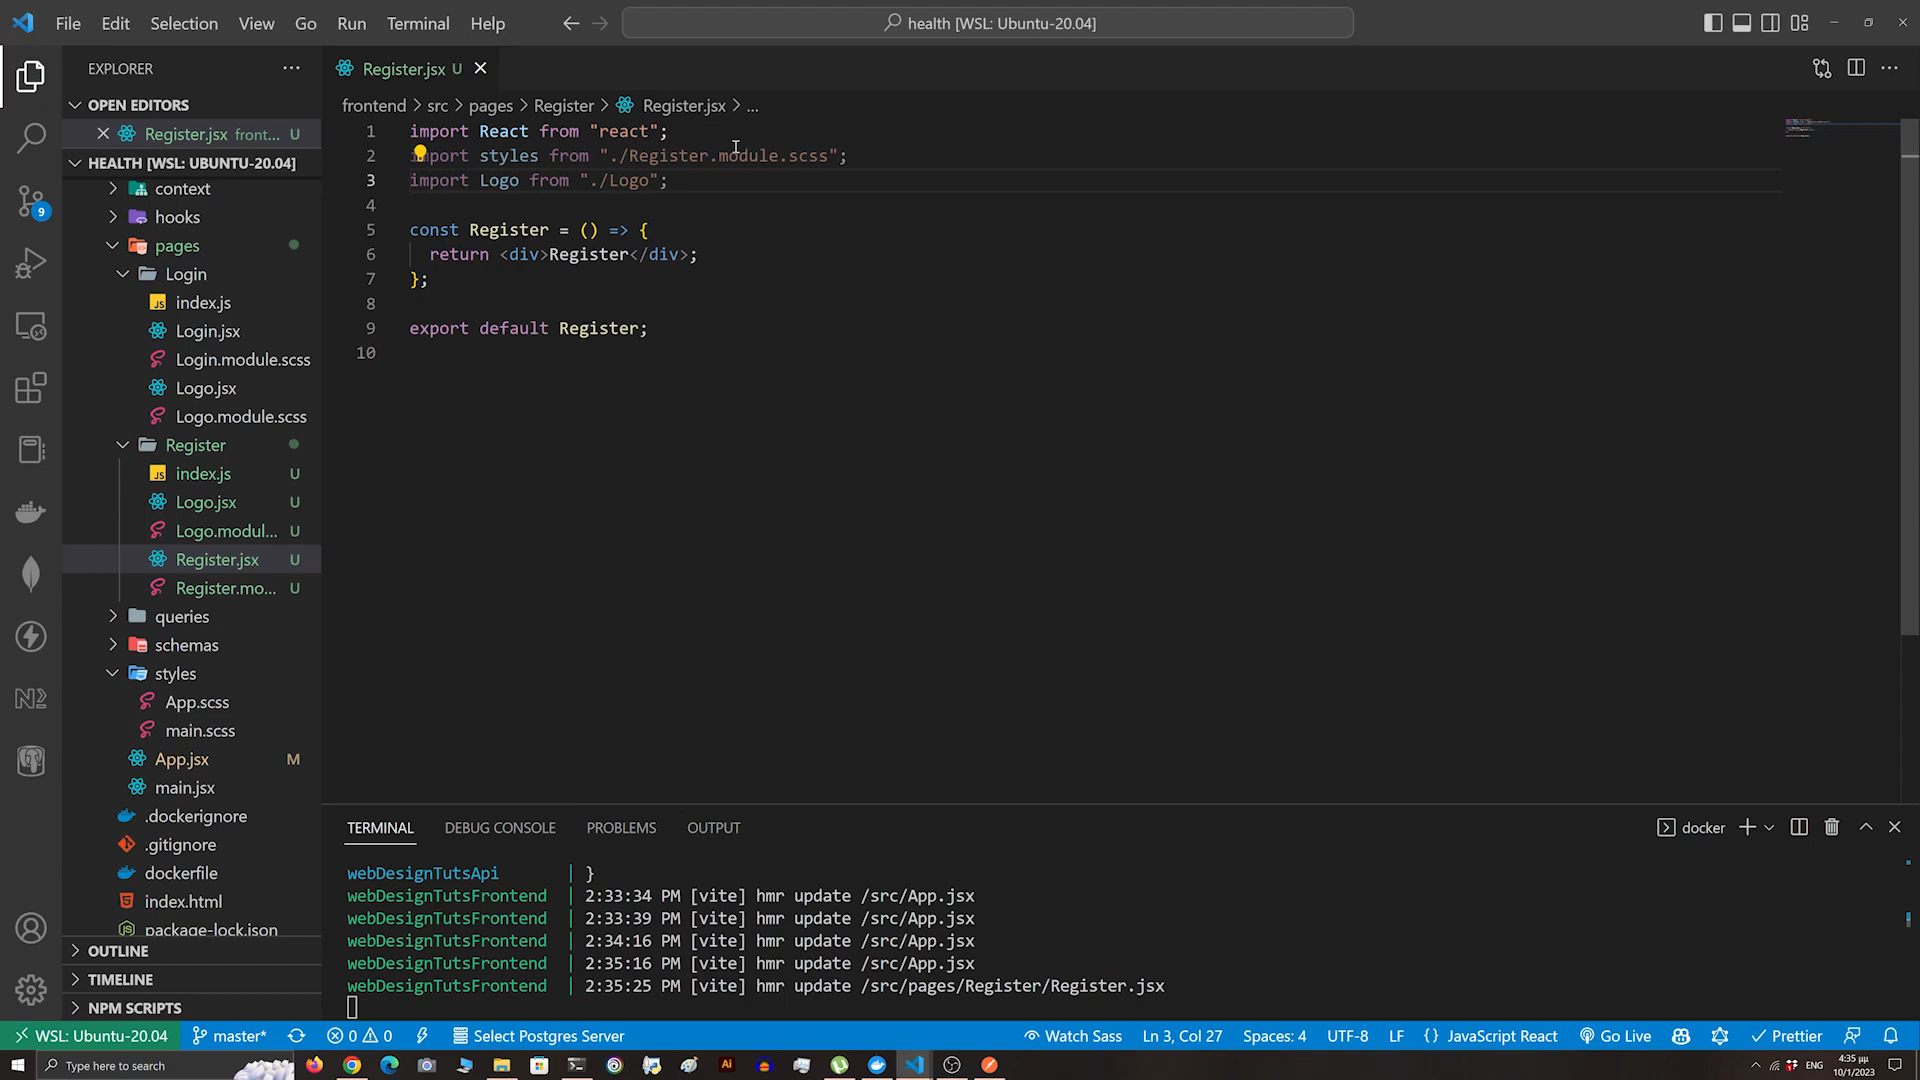 File Edit Selection View Go Run Terminal Help
health [WSL: Ubuntu-20.04]
EXPLORER
OPEN EDITORS
Register.jsx front... U
HEALTH [WSL: UBUNTU-20.04]
context
hooks
pages
Login
index.js
Login.jsx
Login.module.scss
Logo.jsx
Logo.module.scss
Register
index.js U
Logo.jsx U
Logo.modul... U
Register.jsx U
Register.mo... U
queries
schemas
styles
App.scss
main.scss
App.jsx M
main.jsx
.dockerignore
.gitignore
dockerfile
index.html
package-lock.json
OUTLINE
TIMELINE
NPM SCRIPTS
9
Register.jsx U
frontend > src > pages > Register > Register.jsx > ...
1 import React from "react";
2 import styles from "./Register.module.scss";
3 import Logo from "./Logo";
4
5 const Register = () => {
6 return <div>Register</div>;
7 };
8
9 export default Register;
10
TERMINAL DEBUG CONSOLE PROBLEMS OUTPUT
docker
webDesignTutsApi | }
webDesignTutsFrontend | 2:33:34 PM [vite] hmr update /src/App.jsx
webDesignTutsFrontend | 2:33:39 PM [vite] hmr update /src/App.jsx
webDesignTutsFrontend | 2:34:16 PM [vite] hmr update /src/App.jsx
webDesignTutsFrontend | 2:35:16 PM [vite] hmr update /src/App.jsx
webDesignTutsFrontend | 2:35:25 PM [vite] hmr update /src/pages/Register/Register.jsx
WSL: Ubuntu-20.04 master* 0 0 Select Postgres Server Watch Sass Ln 3, Col 27 Spaces: 4 UTF-8 LF {} JavaScript React Go Live Prettier
Type here to search
Ai
ENG
4:35 μμ
10/1/2023